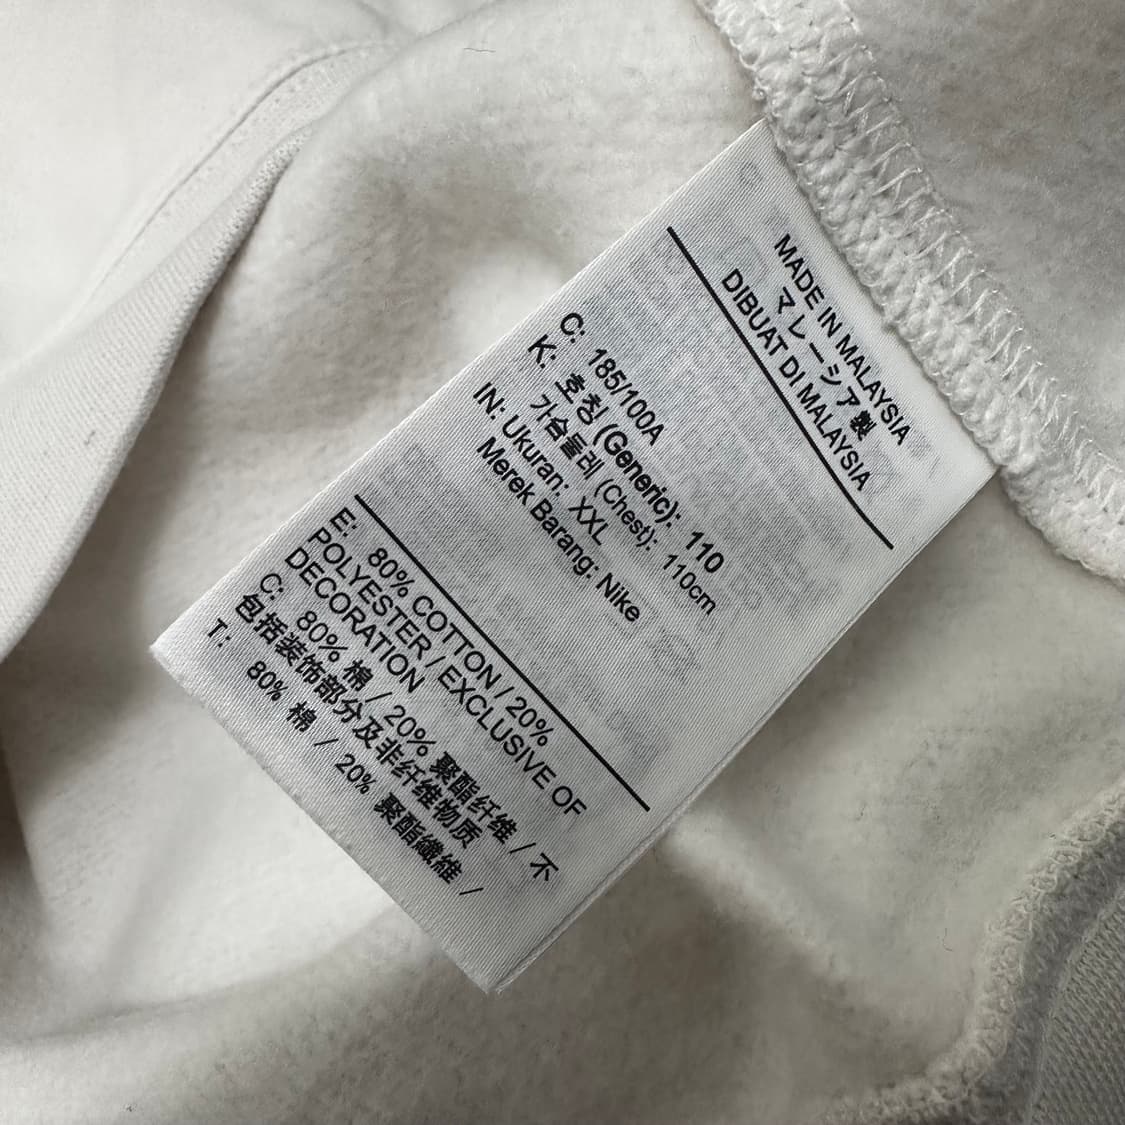 MADE IN MALAYSIA
マレーシア製
DIBUAT DI MALAYSIA
C: 185/100A
K: 호칭 (Generic): 110
가슴둘레 (Chest): 110cm
IN: Ukuran: XXL
Merek Barang: Nike
E: 80% COTTON / 20%
POLYESTER / EXCLUSIVE OF
DECORATION
C: 80% 棉 / 20% 聚酯纤维 / 不
包括装饰部分及非纤维物质
T: 80% 棉 / 20% 聚酯纖維 /